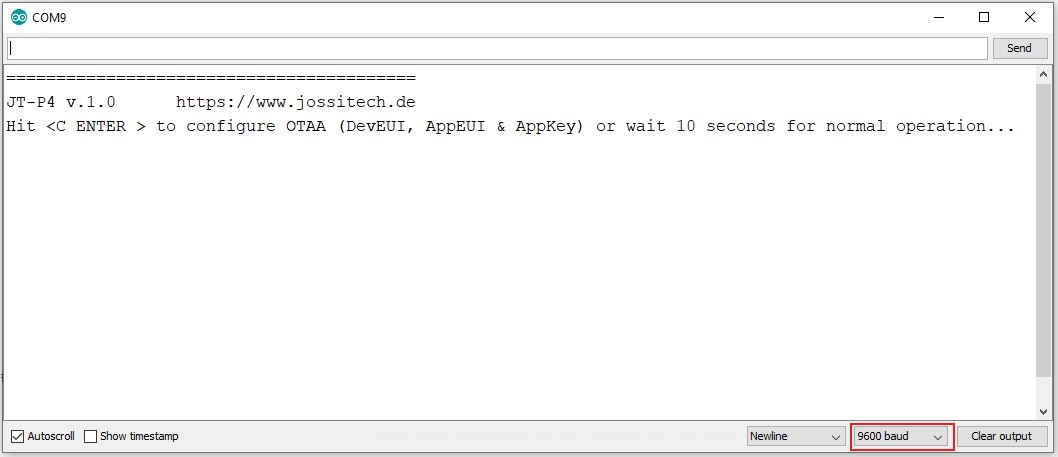 COM9
Send
=========================================
JT-P4 v.1.0      https://www.jossitech.de
Hit <C ENTER > to configure OTAA (DevEUI, AppEUI & AppKey) or wait 10 seconds for normal operation...
Autoscroll Show timestamp Newline 9600 baud Clear output